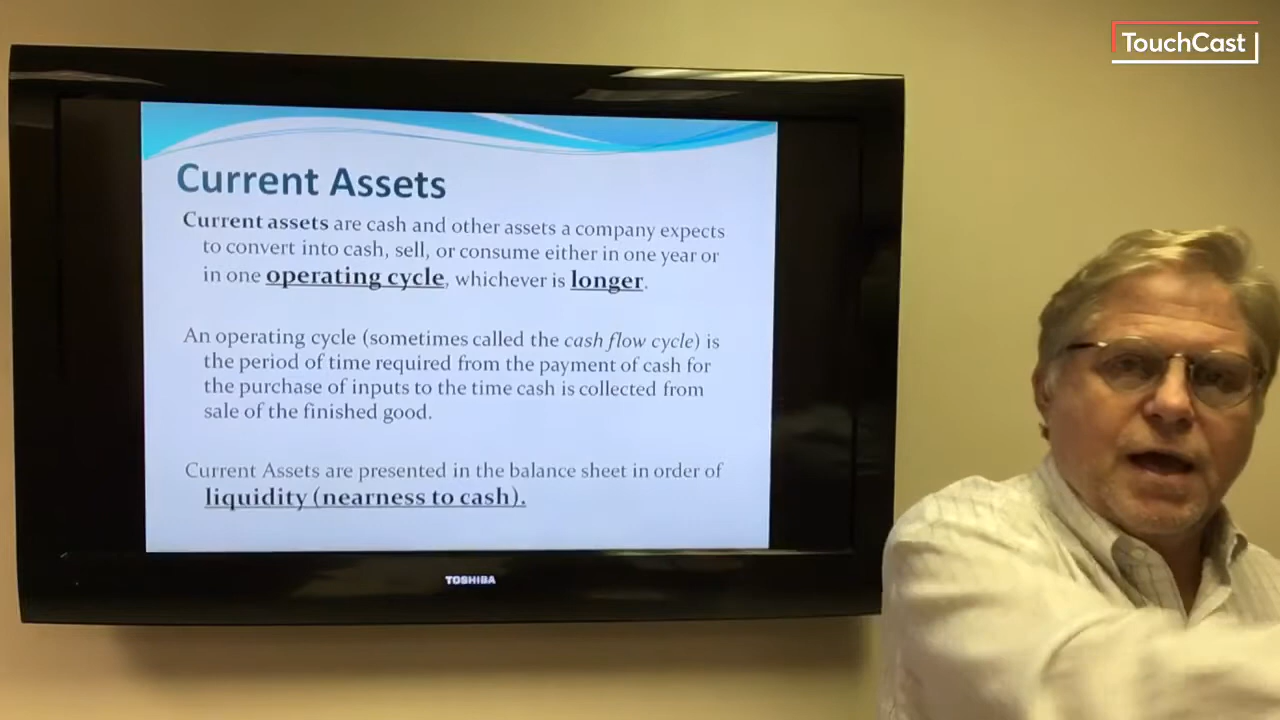 TouchCast
Current Assets
Current assets are cash and other assets a company expects
to convert into cash, sell, or consume either in one year or
in one operating cycle, whichever is longer.
An operating cycle (sometimes called the cash flow cycle) is
the period of time required from the payment of cash for
the purchase of inputs to the time cash is collected from
sale of the finished good.
Current Assets are presented in the balance sheet in order of
liquidity (nearness to cash).
TOSHIBA